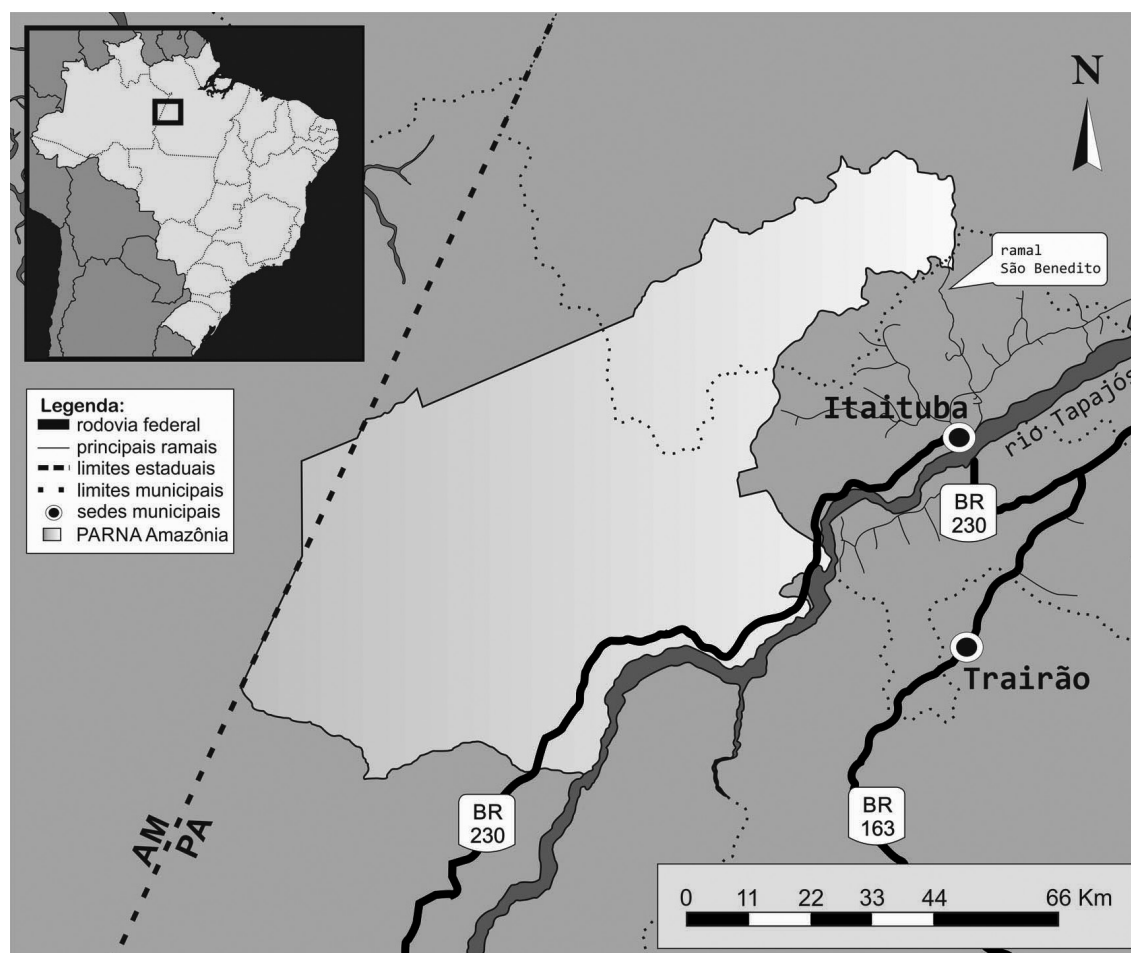 N
ramal
São Benedito
Itaituba
rio Tapajós
BR
230
Trairão
Legenda:
rodovia federal
principais ramais
limites estaduais
limites municipais
sedes municipais
PARNA Amazônia
AM
PA
BR
230
BR
163
0 11 22 33 44 66 Km